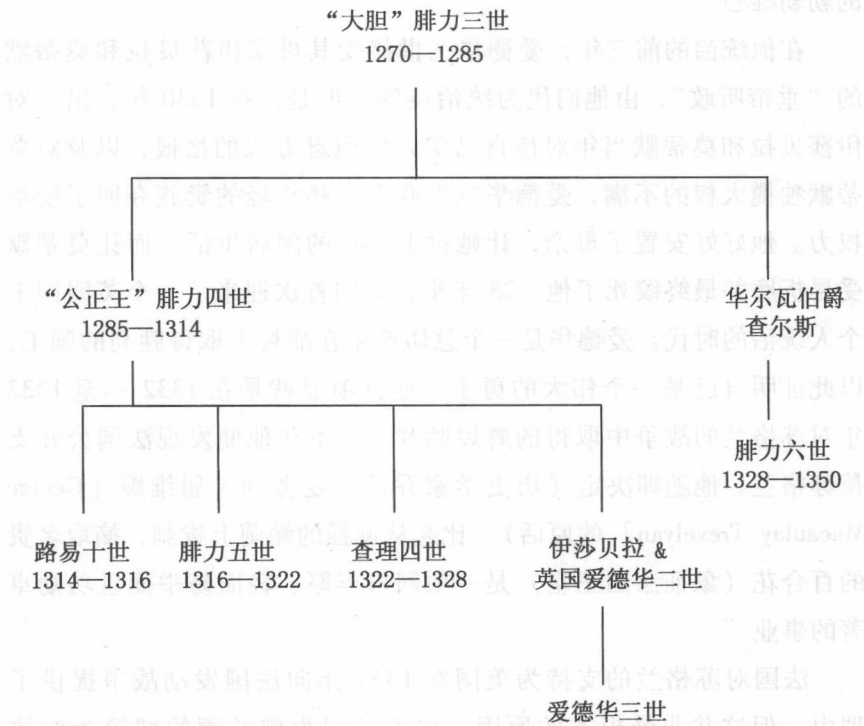 “大胆”腓力三世
1270—1285
“公正王”腓力四世
1285—1314
华尔瓦伯爵
查尔斯
腓力六世
1328—1350
路易十世
1314—1316
腓力五世
1316—1322
查理四世
1322—1328
伊莎贝拉 &
英国爱德华二世
爱德华三世